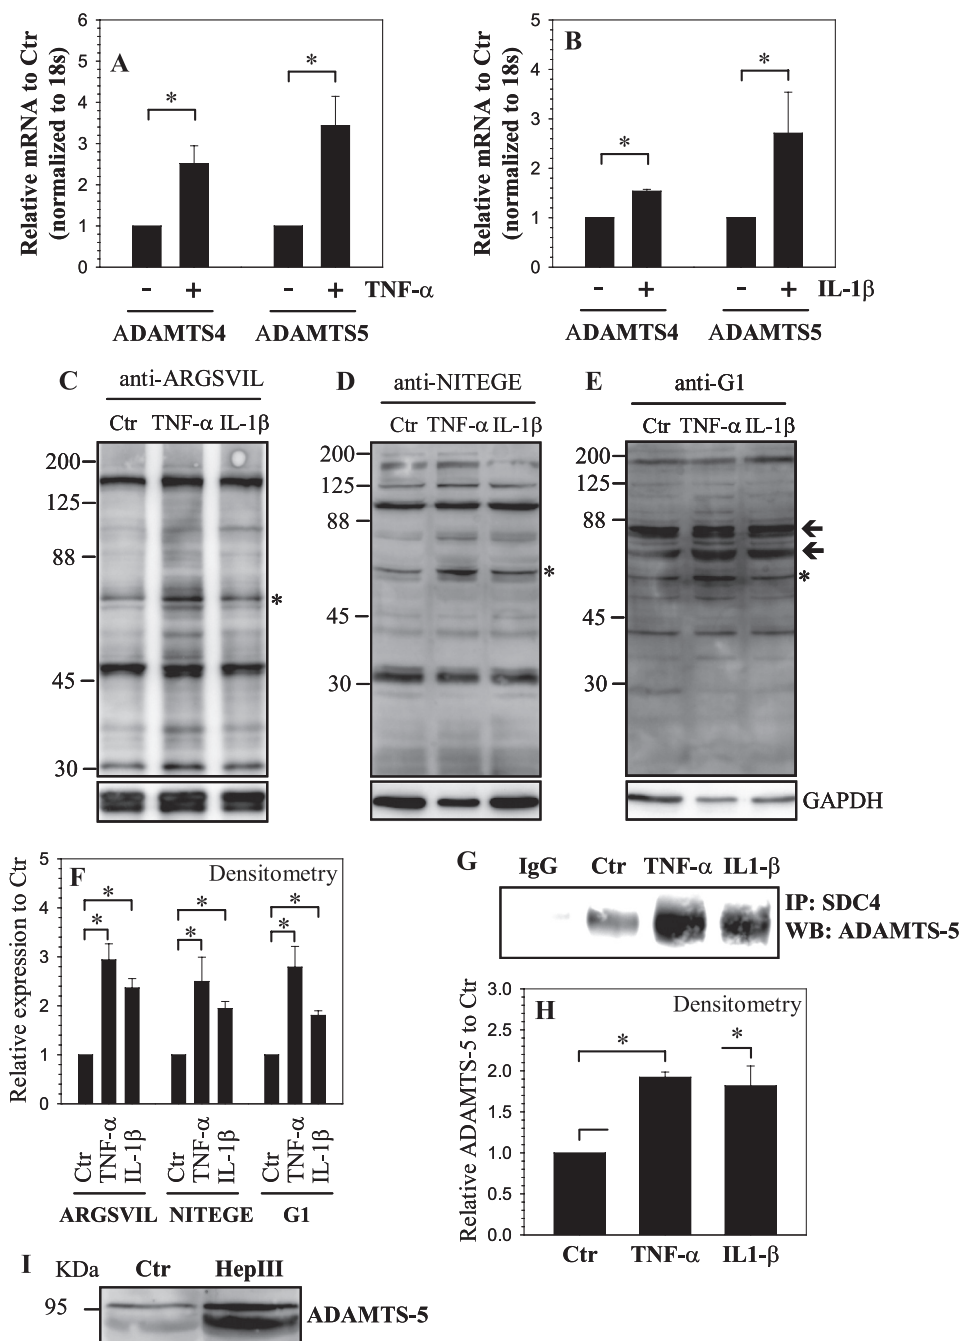 A
Relative mRNA to Ctr
(normalized to 18s)
6
5
4
3
2
1
0
*
*
- + - + TNF-α
ADAMTS4 ADAMTS5
B
Relative mRNA to Ctr
(normalized to 18s)
5
4
3
2
1
0
*
*
- + - + IL-1β
ADAMTS4 ADAMTS5
C
anti-ARGSVIL
Ctr TNF-α IL-1β
200
125
88
*
45
30
D
anti-NITEGE
Ctr TNF-α IL-1β
200
125
88
*
45
30
E
anti-G1
Ctr TNF-α IL-1β
200
125
88
*
45
30
GAPDH
F
Densitometry
Relative expression to Ctr
5
4
3
2
1
0
* * *
* * *
Ctr TNF-α IL-1β Ctr TNF-α IL-1β Ctr TNF-α IL-1β
ARGSVIL NITEGE G1
G
IgG Ctr TNF-α IL1-β
IP: SDC4
WB: ADAMTS-5
H
Densitometry
Relative ADAMTS-5 to Ctr
3.0
2.5
2.0
1.5
1.0
0.5
0.0
* *
Ctr TNF-α IL1-β
I
KDa Ctr HepIII
95
ADAMTS-5